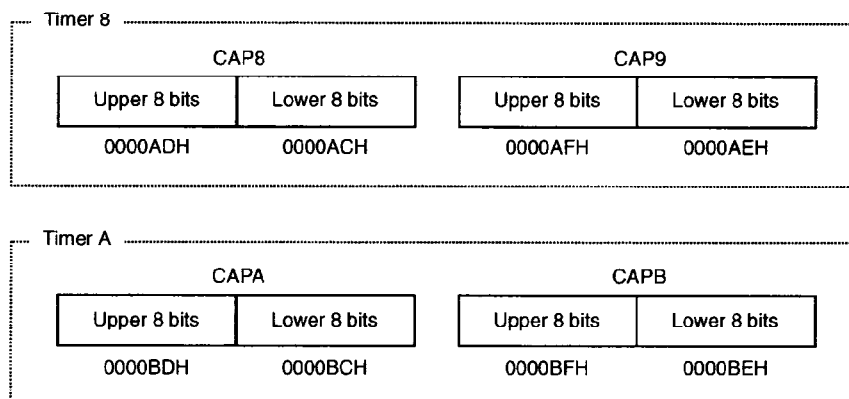 Timer 8
CAP8 CAP9
Upper 8 bits Lower 8 bits Upper 8 bits Lower 8 bits
0000ADH 0000ACH 0000AFH 0000AEH
Timer A
CAPA CAPB
Upper 8 bits Lower 8 bits Upper 8 bits Lower 8 bits
0000BDH 0000BCH 0000BFH 0000BEH